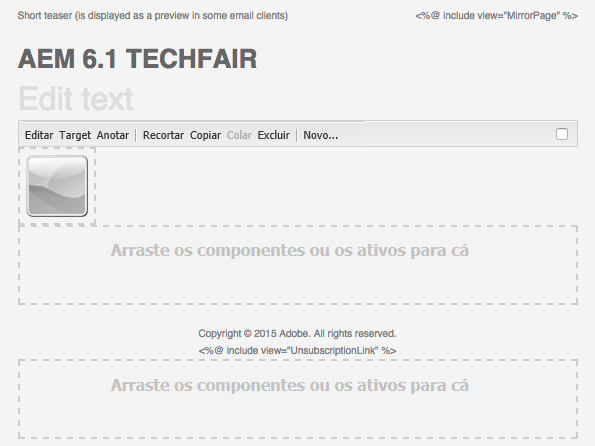 Short teaser (is displayed as a preview in some email clients) <%@ include view="MirrorPage" %>
AEM 6.1 TECHFAIR
Edit text
Editar Target Anotar Recortar Copiar Colar Excluir Novo...
Arraste os componentes ou os ativos para cá
Copyright © 2015 Adobe. All rights reserved.
<%@ include view="UnsubscriptionLink" %>
Arraste os componentes ou os ativos para cá